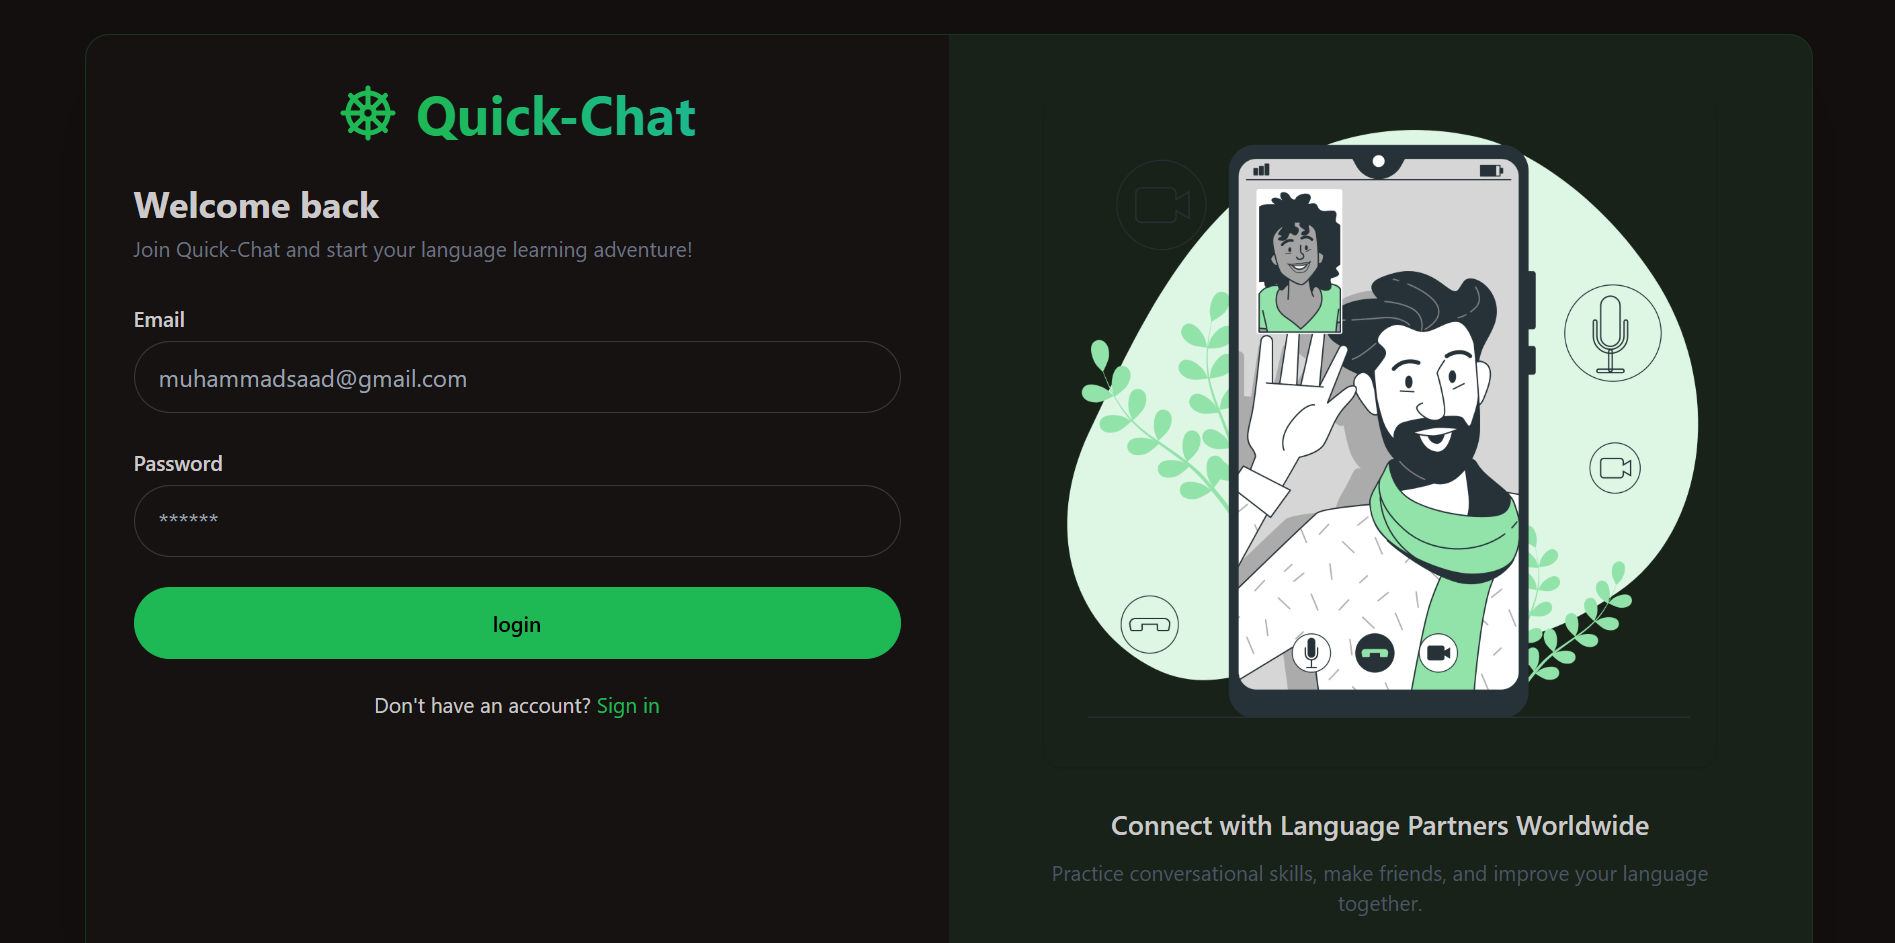 Quick-Chat
Welcome back
Join Quick-Chat and start your language learning adventure!
Email
muhammadsaad@gmail.com
Password
******
login
Don't have an account? Sign in
Connect with Language Partners Worldwide
Practice conversational skills, make friends, and improve your language
together.